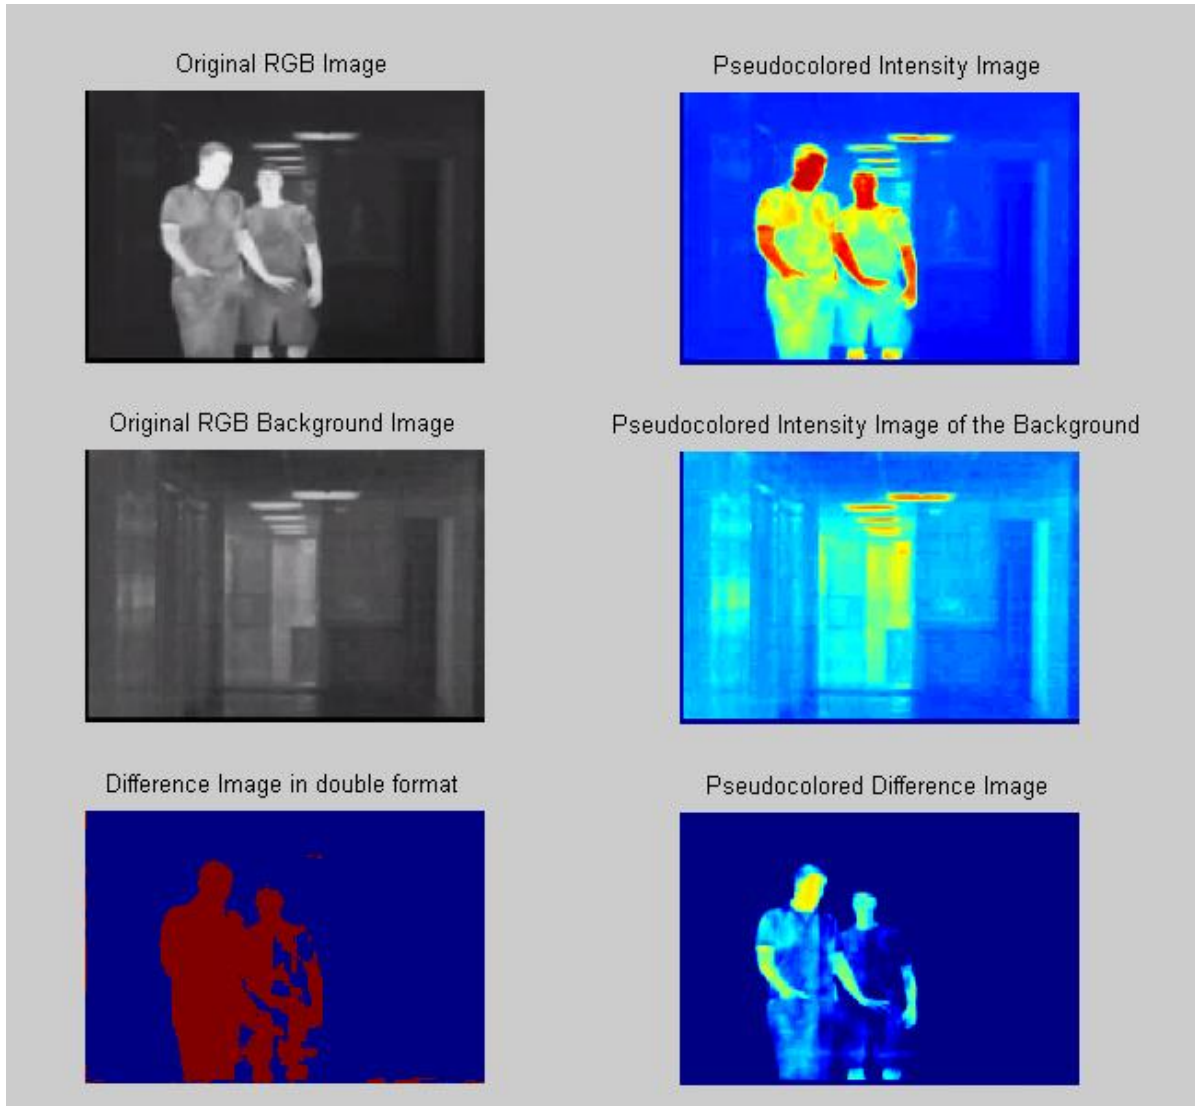 Original RGB Image
Pseudocolored Intensity Image
Original RGB Background Image
Pseudocolored Intensity Image of the Background
Difference Image in double format
Pseudocolored Difference Image